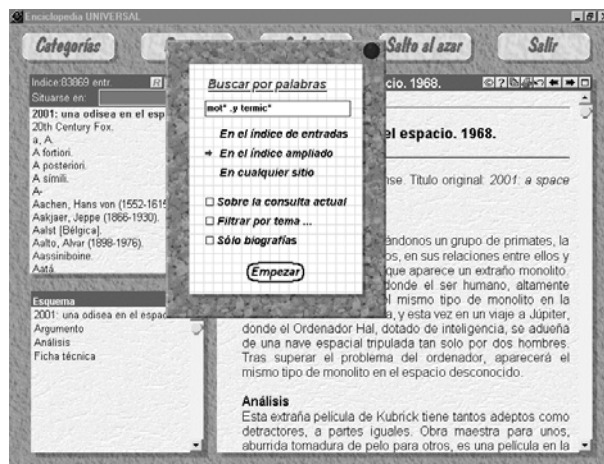 Enciclopedia UNIVERSAL
Categorías
Salto al azar
Salir
Indice:83869 entr
Situarse en:
2001: una odisea en el esp
20th Century Fox.
a, A.
A fortiori.
A posteriori.
A símili.
A-
Aachen, Hans von (1552-1615
Aakjaer, Jeppe (1866-1930).
Aalst [Bélgica].
Aalto, Alvar (1898-1976).
Aassiniboine.
Aatá
Esquema
2001: una odisea en el espac
Argumento
Análisis
Ficha técnica
Buscar por palabras
mot* .y termic*
En el índice de entradas
En el índice ampliado
En cualquier sitio
Sobre la consulta actual
Filtrar por tema ...
Sólo biografías
Empezar
cio. 1968.
el espacio. 1968.
nse. Título original: 2001: a space
ándonos un grupo de primates, la
os, en sus relaciones entre ellos y
que aparece un extraño monolito.
donde el ser humano, altamente
l mismo tipo de monolito en la
a, y esta vez en un viaje a Júpiter,
donde el Ordenador Hal, dotado de inteligencia, se adueña
de una nave espacial tripulada tan solo por dos hombres.
Tras superar el problema del ordenador, aparecerá el
mismo tipo de monolito en el espacio desconocido.
Análisis
Esta extraña película de Kubrick tiene tantos adeptos como
detractores, a partes iguales. Obra maestra para unos,
aburrida tomadura de pelo para otros, es una película en la